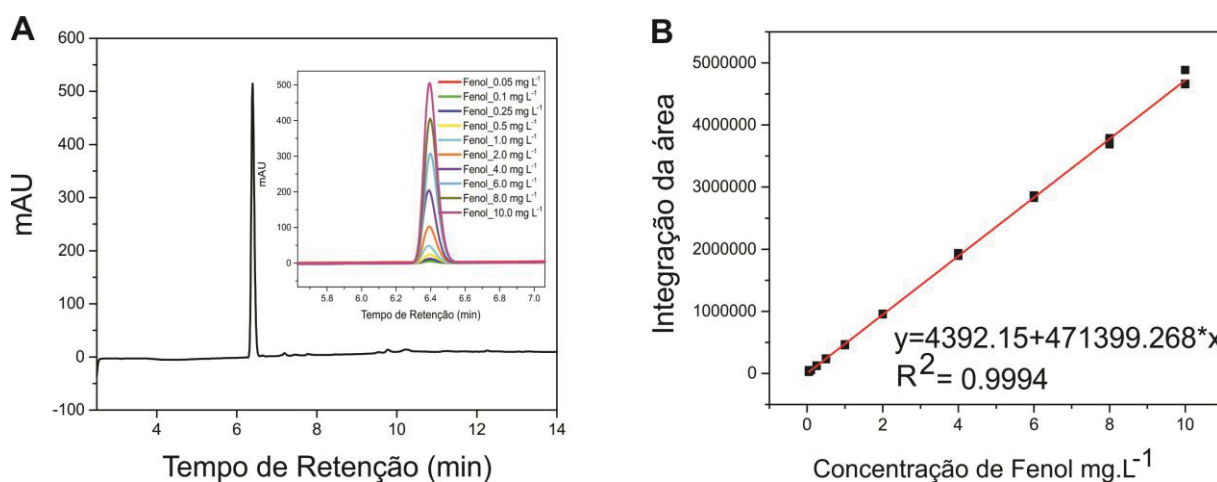 A
600
500
400
300
200
100
0
-100
mAU
4
6
8
10
12
14
Tempo de Retenção (min)
500
400
300
200
100
0
mAU
5.8
6.0
6.2
6.4
6.6
6.8
7.0
Tempo de Retenção (min)
Fenol_0.05 mg L-1
Fenol_0.1 mg L-1
Fenol_0.25 mg L-1
Fenol_0.5 mg L-1
Fenol_1.0 mg L-1
Fenol_2.0 mg L-1
Fenol_4.0 mg L-1
Fenol_6.0 mg L-1
Fenol_8.0 mg L-1
Fenol_10.0 mg L-1
B
5000000
4000000
3000000
2000000
1000000
0
Integração da área
y=4392.15+471399.268*x
R2= 0.9994
0
2
4
6
8
10
Concentração de Fenol mg.L-1